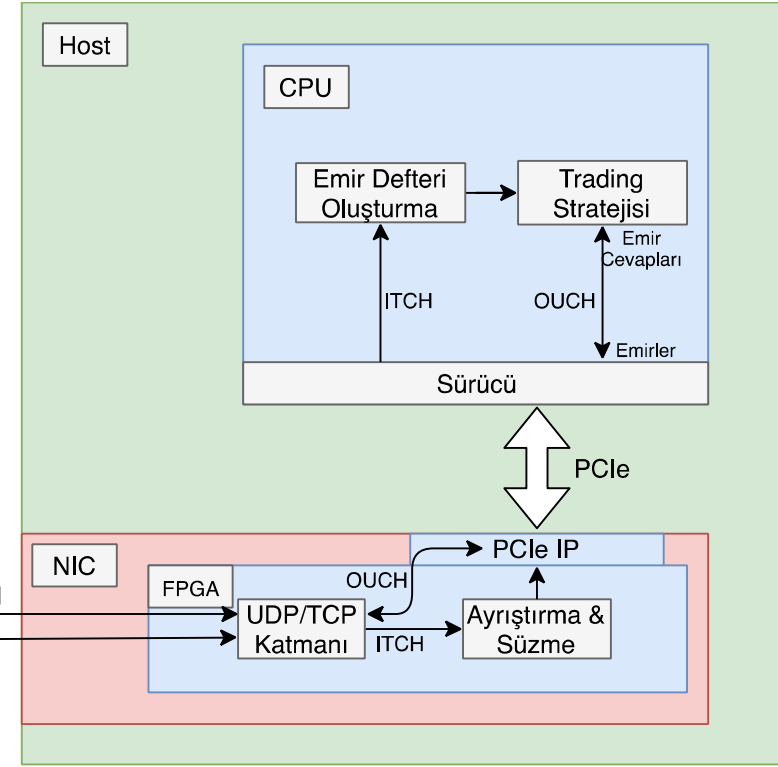 Host
CPU
Emir Defteri
Oluşturma
Trading
Stratejisi
Emir
Cevapları
ITCH
OUCH
Emirler
Sürücü
PCIe
NIC
PCIe IP
FPGA
OUCH
UDP/TCP
Katmanı
ITCH
Ayrıştırma &
Süzme